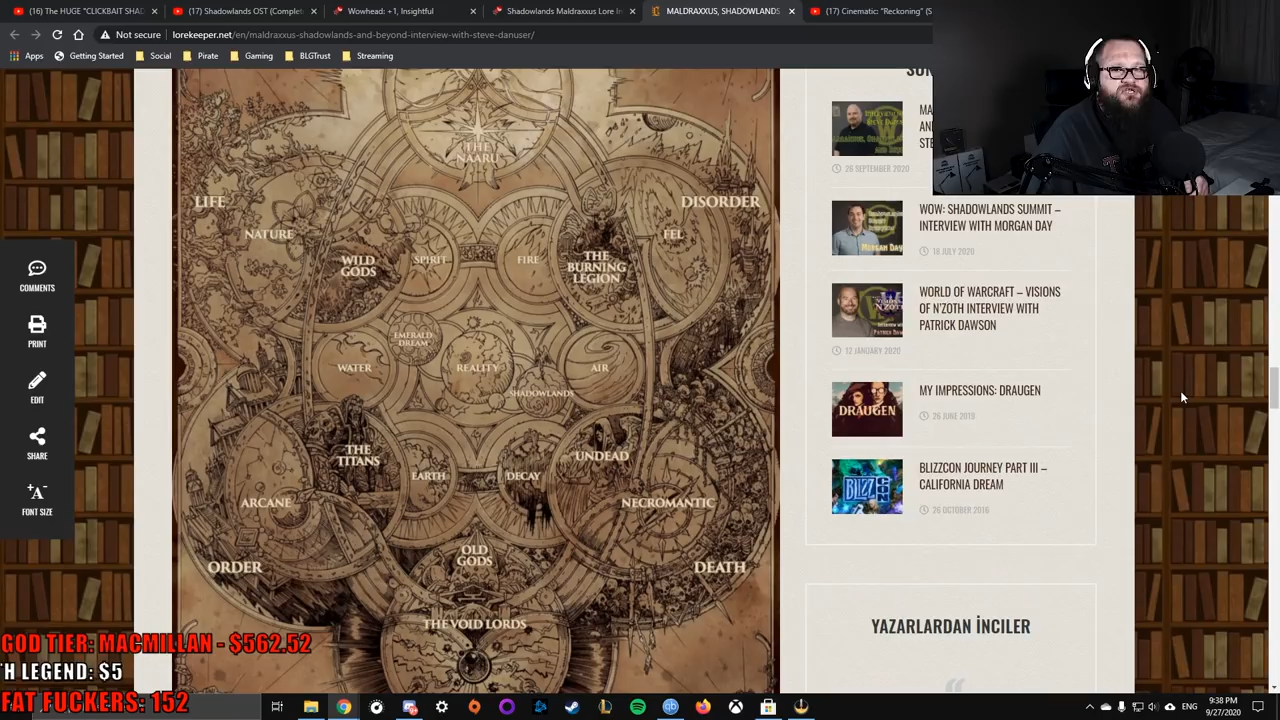 (17) The HUGE "CLICKBAIT SHAD
(17) Shadowlands OST (Complet
Wowhead: +1, Insightful
Shadowlands Maldraxxus Lore In
MALDRAXXUS, SHADOWLANDS
(17) Cinematic: "Reckoning" (S
Not secure
lorekeeper.net/en/maldraxxus-shadowlands-and-beyond-interview-with-steve-danuser/
Apps
Getting Started
Social
Pirate
Gaming
BLGTrust
Streaming
COMMENTS
PRINT
EDIT
SHARE
FONT SIZE
THE
NAARU
LIFE
DISORDER
NATURE
FEL
WILD
GODS
SPIRIT
FIRE
THE
BURNING
LEGION
EMERALD
DREAM
WATER
REALITY
AIR
SHADOWLANDS
THE
TITANS
UNDEAD
EARTH
DECAY
ARCANE
NECROMANTIC
OLD
GODS
ORDER
DEATH
THE VOID LORDS
MA
AN
STE
26 SEPTEMBER 2020
WOW: SHADOWLANDS SUMMIT –
INTERVIEW WITH MORGAN DAY
18 JULY 2020
WORLD OF WARCRAFT – VISIONS
OF N'ZOTH INTERVIEW WITH
PATRICK DAWSON
12 JANUARY 2020
DRAUGEN
MY IMPRESSIONS: DRAUGEN
26 JUNE 2019
BLIZZ
BLIZZCON JOURNEY PART III –
CALIFORNIA DREAM
26 OCTOBER 2016
YAZARLARDAN İNCİLER
GOD TIER: MACMILLAN - $562.52
H LEGEND: $5
FAT FUCKERS: 152
ENG
9:38 PM
9/27/2020